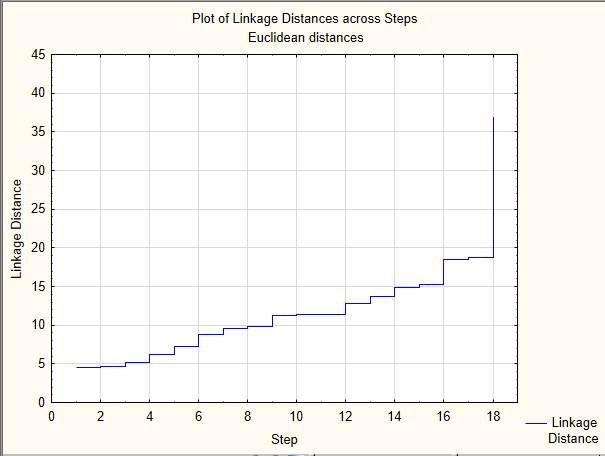 Plot of Linkage Distances across Steps
Euclidean distances
45
40
35
30
25
20
15
10
5
0
Linkage Distance
0 2 4 6 8 10 12 14 16 18
Step
Linkage
Distance